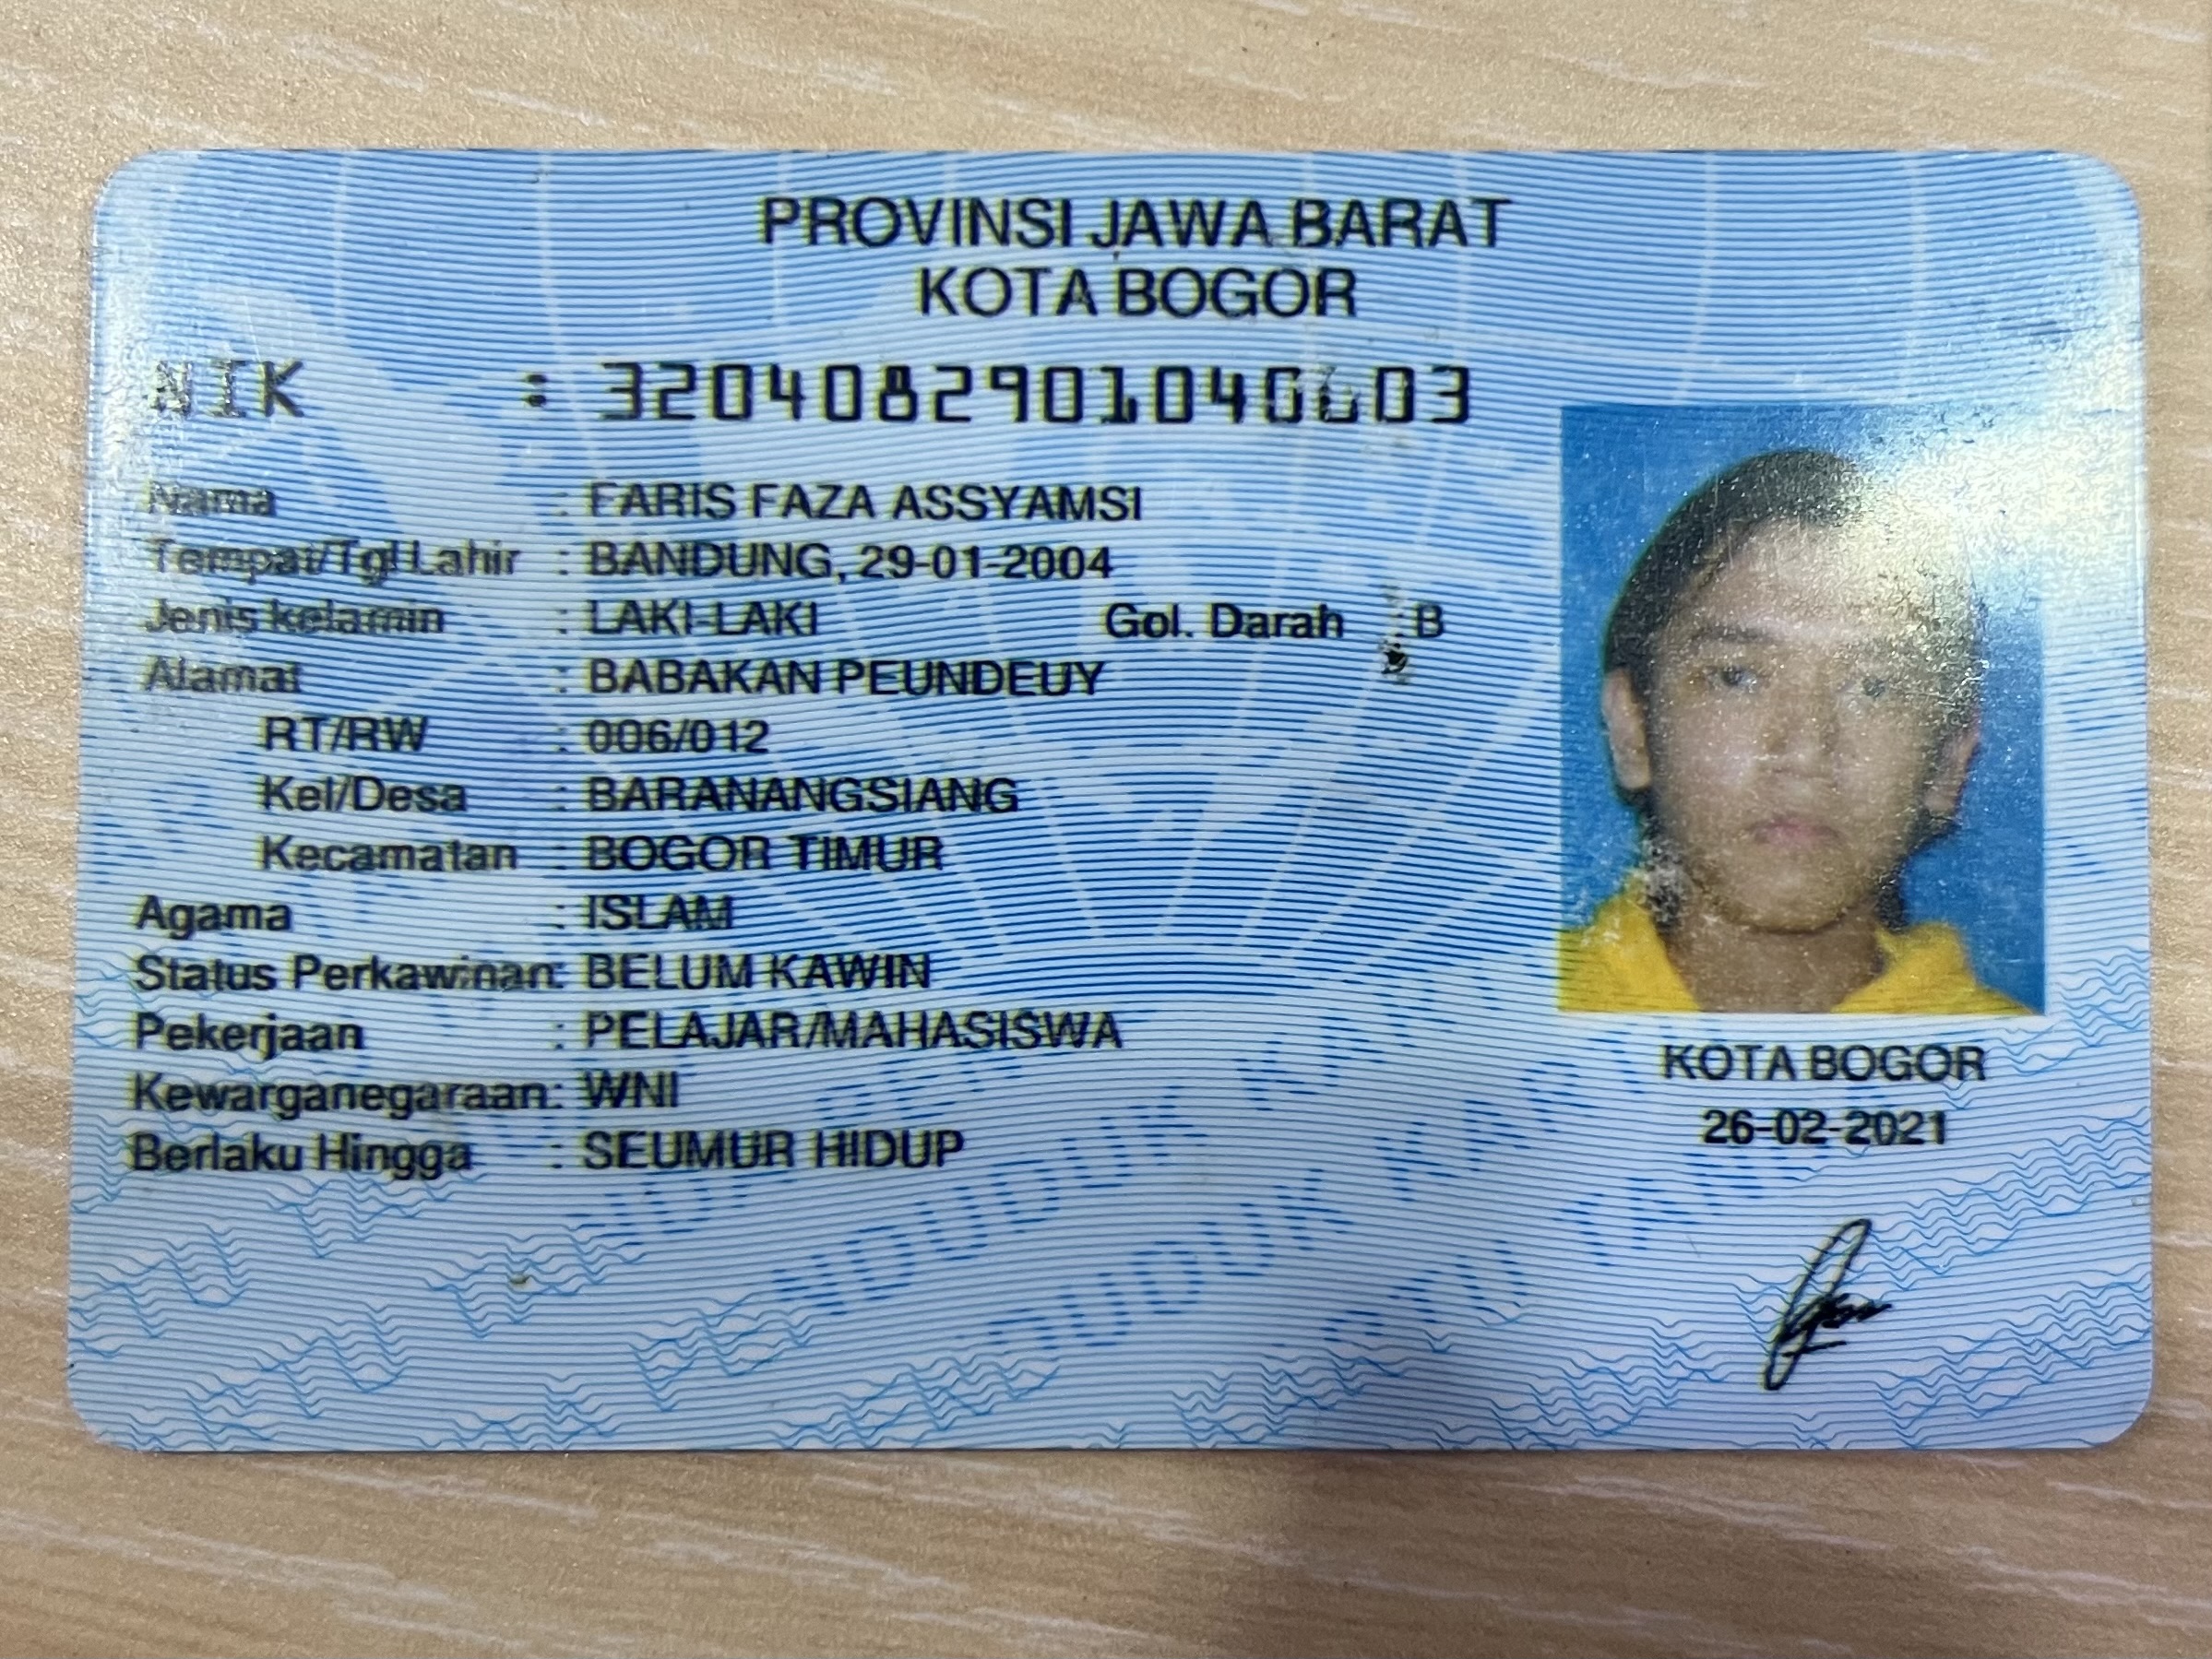 PROVINSI JAWA BARAT
KOTA BOGOR
NIK :
Nama : FARIS FAZA ASSYAMSI
Tempat/Tgl Lahir : BANDUNG, 29-01-2004
Jenis kelamin : LAKI-LAKI Gol. Darah : B
Alamat : BABAKAN PEUNDEUY
RT/RW : 006/012
Kel/Desa : BARANANGSIANG
Kecamatan : BOGOR TIMUR
Agama : ISLAM
Status Perkawinan: BELUM KAWIN
Pekerjaan : PELAJAR/MAHASISWA
Kewarganegaraan: WNI
Berlaku Hingga : SEUMUR HIDUP
KOTA BOGOR
26-02-2021